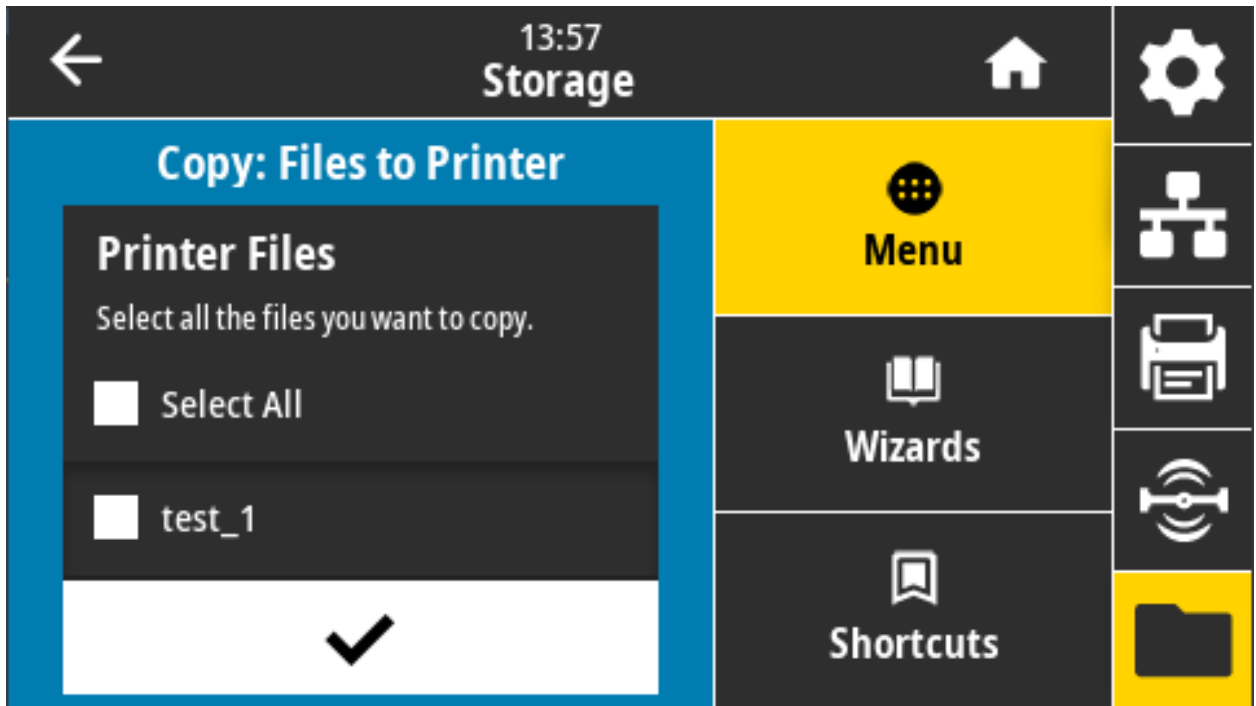 13:57
Storage
Copy: Files to Printer
Printer Files
Select all the files you want to copy.
Select All
test_1
Menu
Wizards
Shortcuts